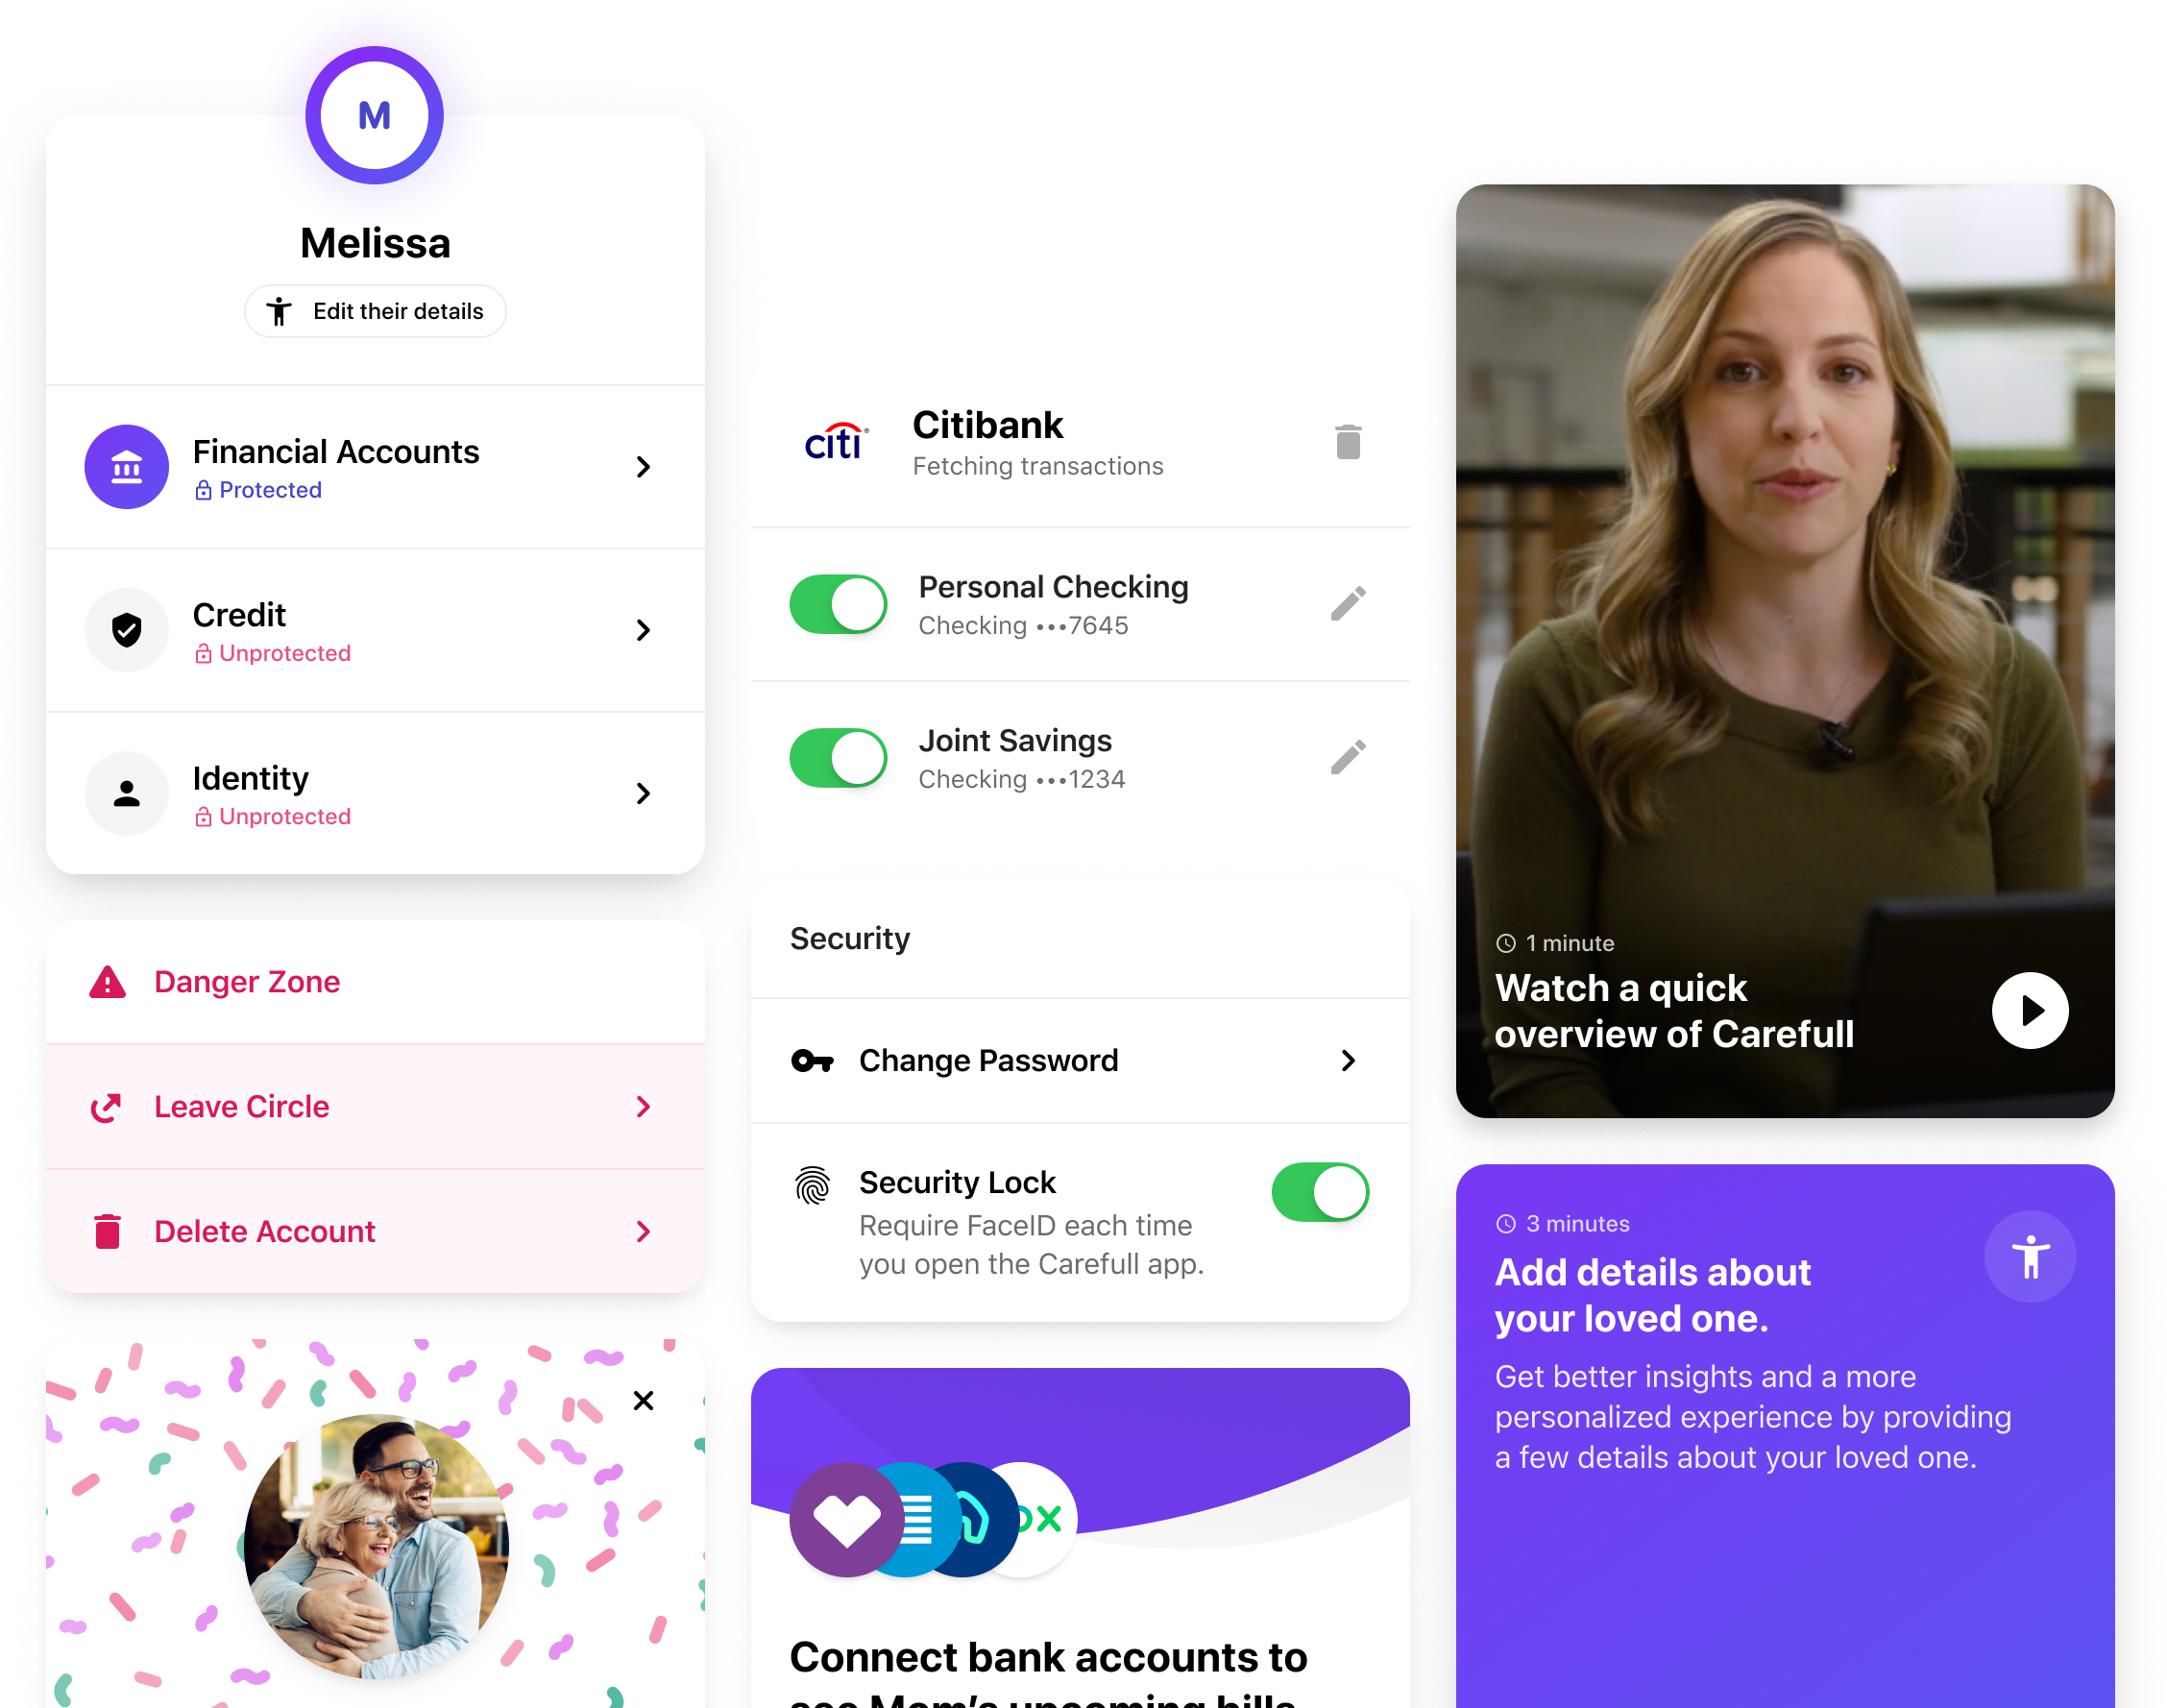 M
Melissa
Edit their details
Financial Accounts
Protected
Credit
Unprotected
Identity
Unprotected
Danger Zone
Leave Circle
Delete Account
citi®
Citibank
Fetching transactions
Personal Checking
Checking •••7645
Joint Savings
Checking •••1234
Security
Change Password
Security Lock
Require FaceID each time
you open the Carefull app.
Connect bank accounts to
see Mom's upcoming bills
1 minute
Watch a quick
overview of Carefull
3 minutes
Add details about
your loved one.
Get better insights and a more
personalized experience by providing
a few details about your loved one.